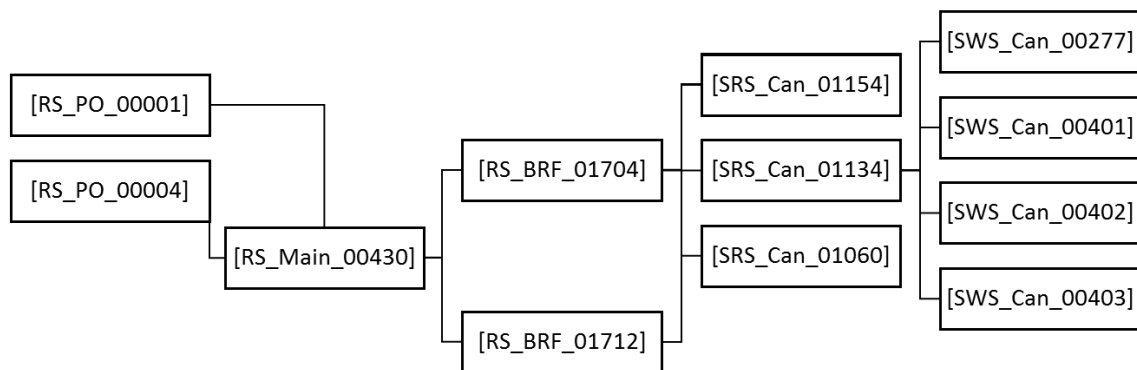 [RS_PO_00001]
[RS_PO_00004]
[RS_Main_00430]
[RS_BRF_01704]
[RS_BRF_01712]
[SRS_Can_01154]
[SRS_Can_01134]
[SRS_Can_01060]
[SWS_Can_00277]
[SWS_Can_00401]
[SWS_Can_00402]
[SWS_Can_00403]